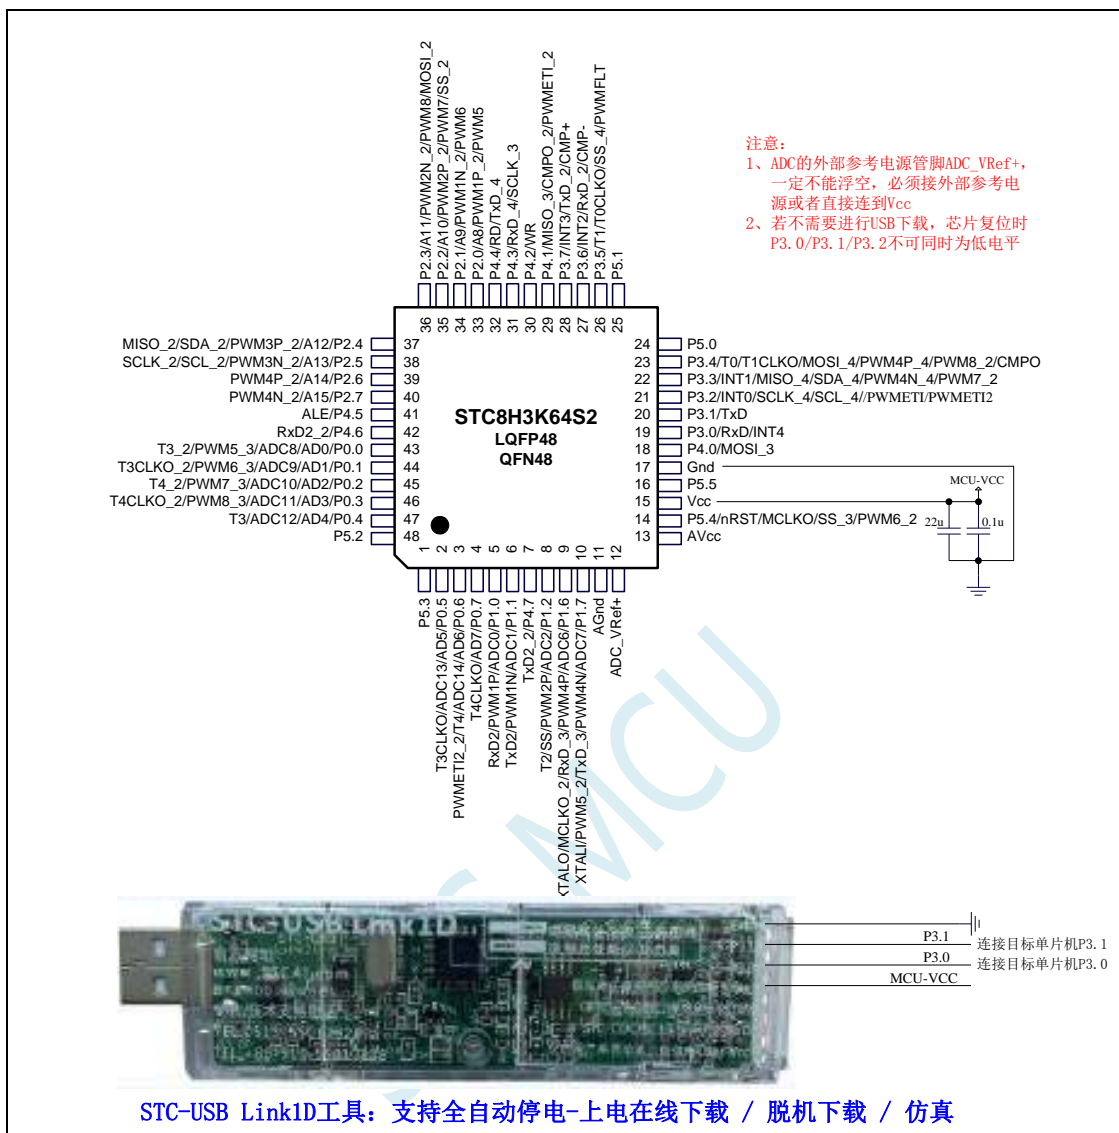 P2.3/A11/PWM2N_2/PWM8/MOSI_2
P2.2/A10/PWM2P_2/PWM7/SS_2
P2.1/A9/PWM1N_2/PWM6
P2.0/A8/PWM1P_2/PWM5
P4.4/RD/TxD_4
P4.3/RxD_4/SCLK_3
P4.2/WR
P4.1/MISO_3/CMPO_2/PWMETI_2
P3.7/INT3/TxD_2/CMP+
P3.6/INT2/RxD_2/CMP-
P3.5/T1/T0CLKO/SS_4/PWMFLT
P5.1
36 35 34 33 32 31 30 29 28 27 26 25
注意:
1、ADC的外部参考电源管脚ADC_VRef+,
一定不能浮空, 必须接外部参考电
源或者直接连到Vcc
2、若不需要进行USB下载, 芯片复位时
P3.0/P3.1/P3.2不可同时为低电平
MISO_2/SDA_2/PWM3P_2/A12/P2.4 37
SCLK_2/SCL_2/PWM3N_2/A13/P2.5 38
PWM4P_2/A14/P2.6 39
PWM4N_2/A15/P2.7 40
ALE/P4.5 41
RxD2_2/P4.6 42
T3_2/PWM5_3/ADC8/AD0/P0.0 43
T3CLKO_2/PWM6_3/ADC9/AD1/P0.1 44
T4_2/PWM7_3/ADC10/AD2/P0.2 45
T4CLKO_2/PWM8_3/ADC11/AD3/P0.3 46
T3/ADC12/AD4/P0.4 47
P5.2 48
STC8H3K64S2
LQFP48
QFN48
24 P5.0
23 P3.4/T0/T1CLKO/MOSI_4/PWM4P_4/PWM8_2/CMPO
22 P3.3/INT1/MISO_4/SDA_4/PWM4N_4/PWM7_2
21 P3.2/INT0/SCLK_4/SCL_4//PWMETI/PWMETI2
20 P3.1/TxD
19 P3.0/RxD/INT4
18 P4.0/MOSI_3
17 Gnd
16 P5.5
15 Vcc
14 P5.4/nRST/MCLKO/SS_3/PWM6_2
13 AVcc
MCU-VCC
22u
0.1u
1 2 3 4 5 6 7 8 9 10 11 12
P5.3
T3CLKO/ADC13/AD5/P0.5
PWMETI2_2/T4/ADC14/AD6/P0.6
T4CLKO/AD7/P0.7
RxD2/PWM1P/ADC0/P1.0
TxD2/PWM1N/ADC1/P1.1
TxD2_2/P4.7
T2/SS/PWM2P/ADC2/P1.2
XTALO/MCLKO_2/RxD_3/PWM4P/ADC6/P1.6
XTALI/PWM5_2/TxD_3/PWM4N/ADC7/P1.7
AGnd
ADC_VRef+
MCU
STC-USB Link1D
P3.1 连接目标单片机P3.1
P3.0 连接目标单片机P3.0
MCU-VCC
STC-USB Link1D工具: 支持全自动停电-上电在线下载 / 脱机下载 / 仿真